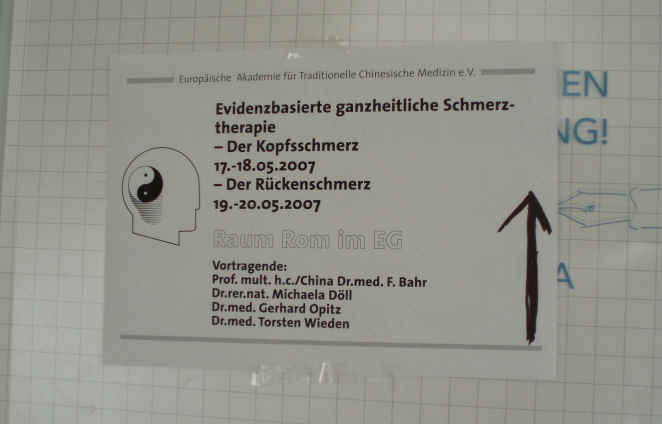 Europäische Akademie für Traditionelle Chinesische Medizin e.V.
Evidenzbasierte ganzheitliche Schmerz-
therapie
– Der Kopfsschmerz
17.-18.05.2007
– Der Rückenschmerz
19.-20.05.2007
Raum Rom im EG
Vortragende:
Prof. mult. h.c./China Dr.med. F. Bahr
Dr.rer.nat. Michaela Döll
Dr.med. Gerhard Opitz
Dr.med. Torsten Wieden
EN
NG!
A